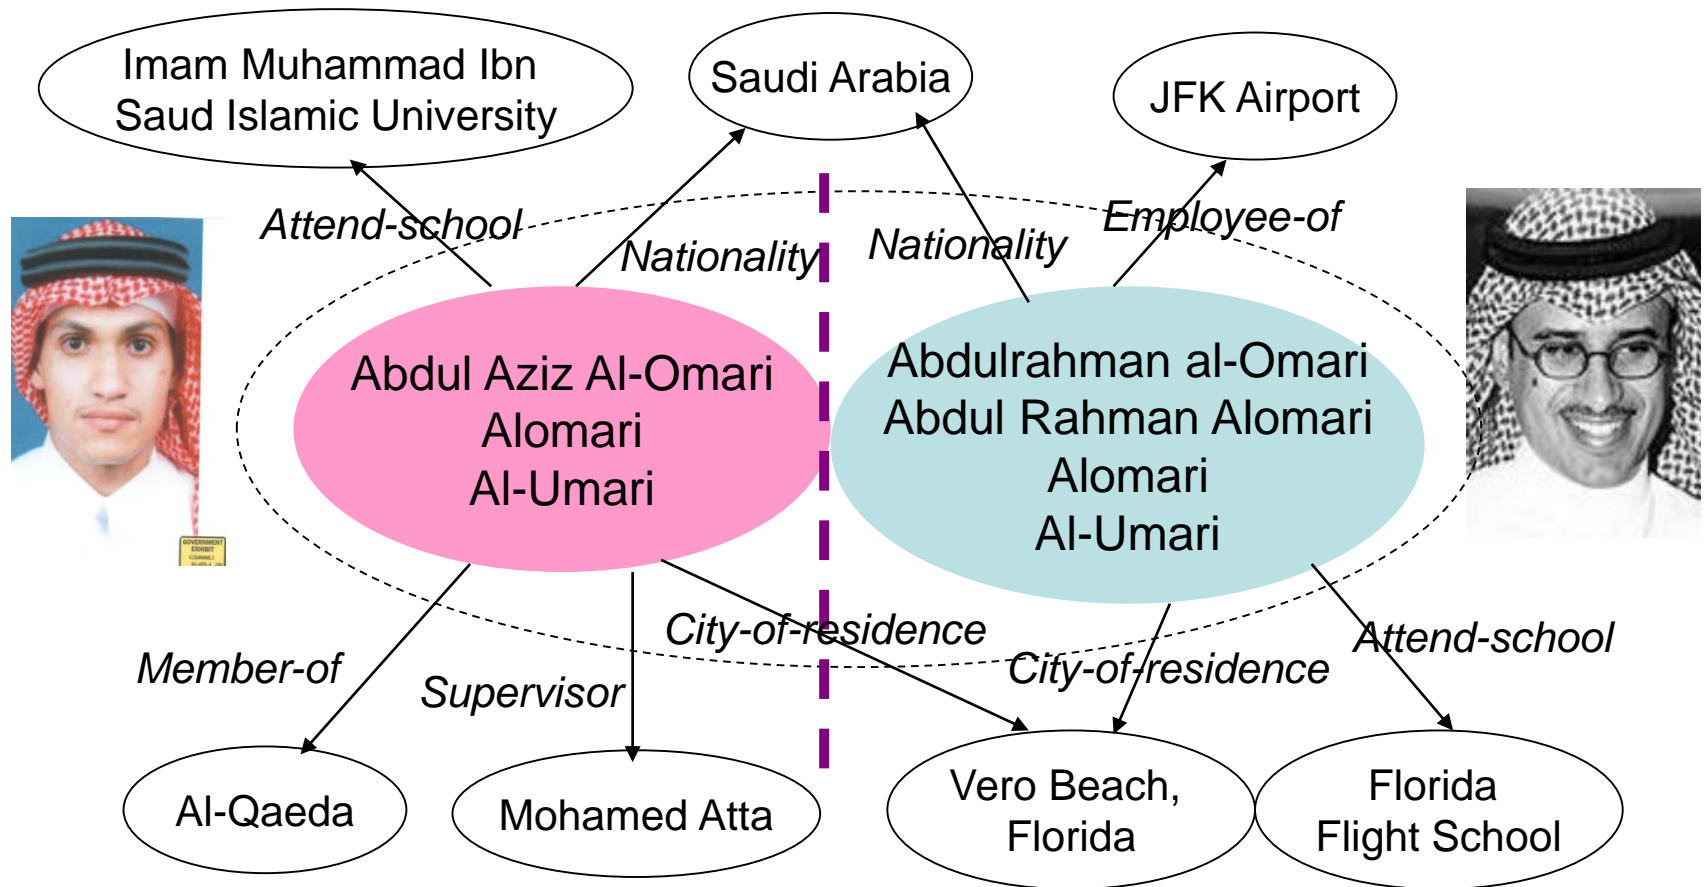 Imam Muhammad Ibn
Saud Islamic University
Saudi Arabia
JFK Airport
Attend-school
Nationality
Nationality
Employee-of
Abdul Aziz Al-Omari
Alomari
Al-Umari
Abdulrahman al-Omari
Abdul Rahman Alomari
Alomari
Al-Umari
GOVERNMENT
EXHIBIT
Member-of
Supervisor
City-of-residence
City-of-residence
Attend-school
Al-Qaeda
Mohamed Atta
Vero Beach,
Florida
Florida
Flight School